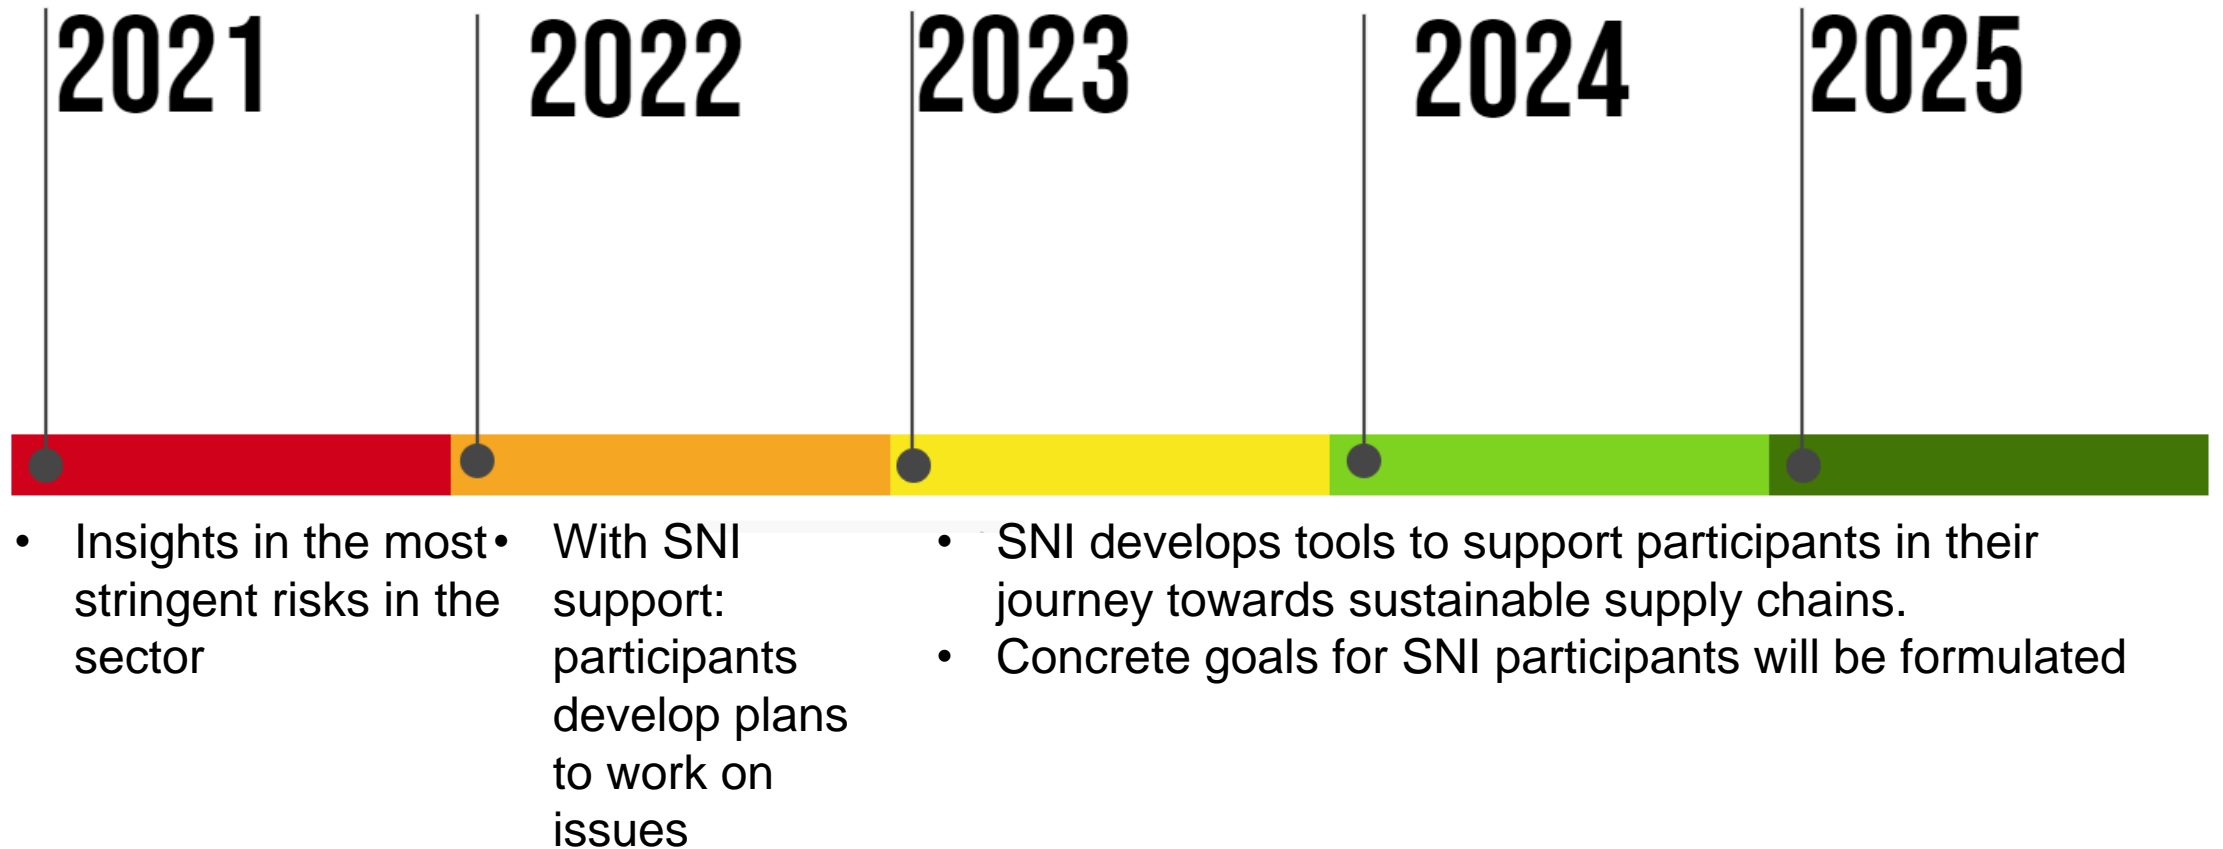 2021
2022
2023
2024
2025
• Insights in the most
stringent risks in the
sector
• With SNI
support:
participants
develop plans
to work on
issues
• SNI develops tools to support participants in their
journey towards sustainable supply chains.
• Concrete goals for SNI participants will be formulated